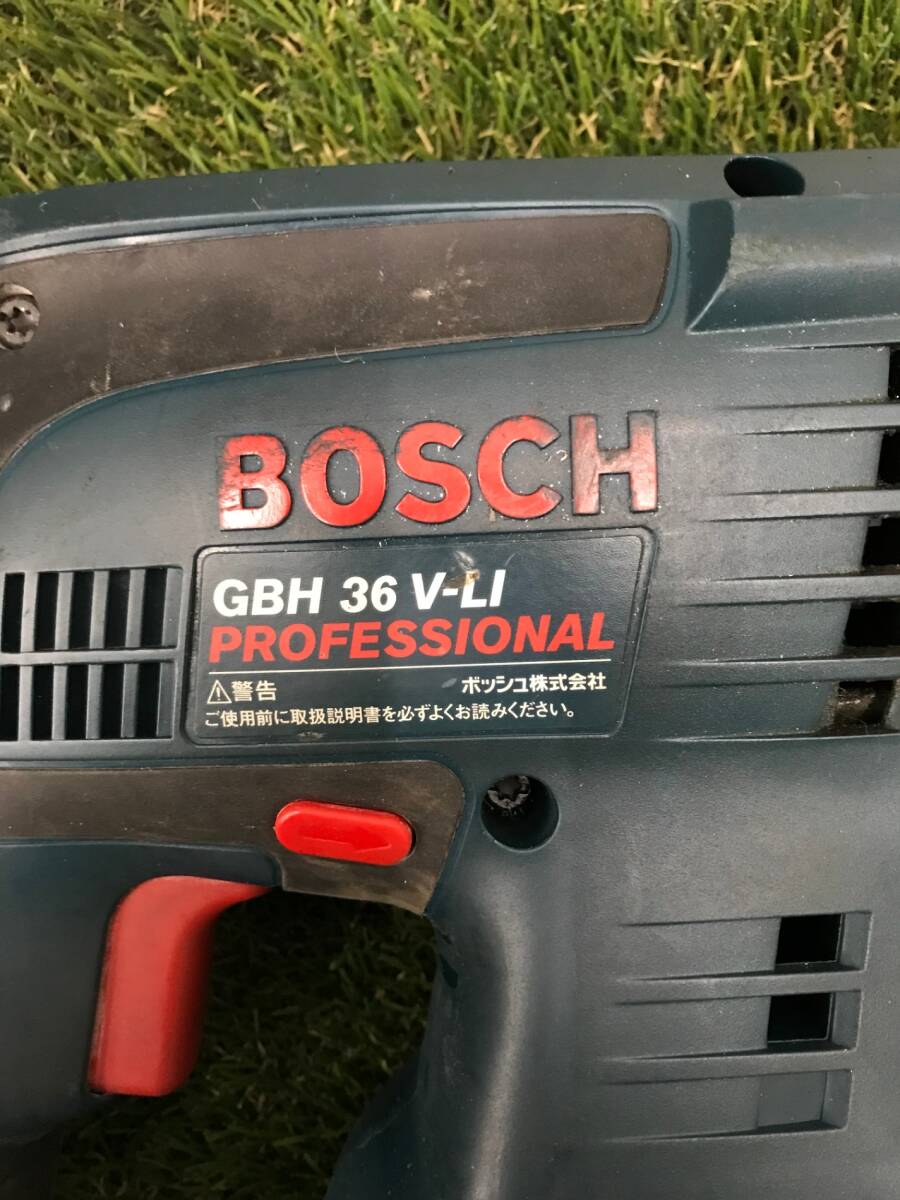 BOSCH
GBH 36 V-LI
PROFESSIONAL
⚠警告 ボッシュ株式会社
ご使用前に取扱説明書を必ずよくお読みください。